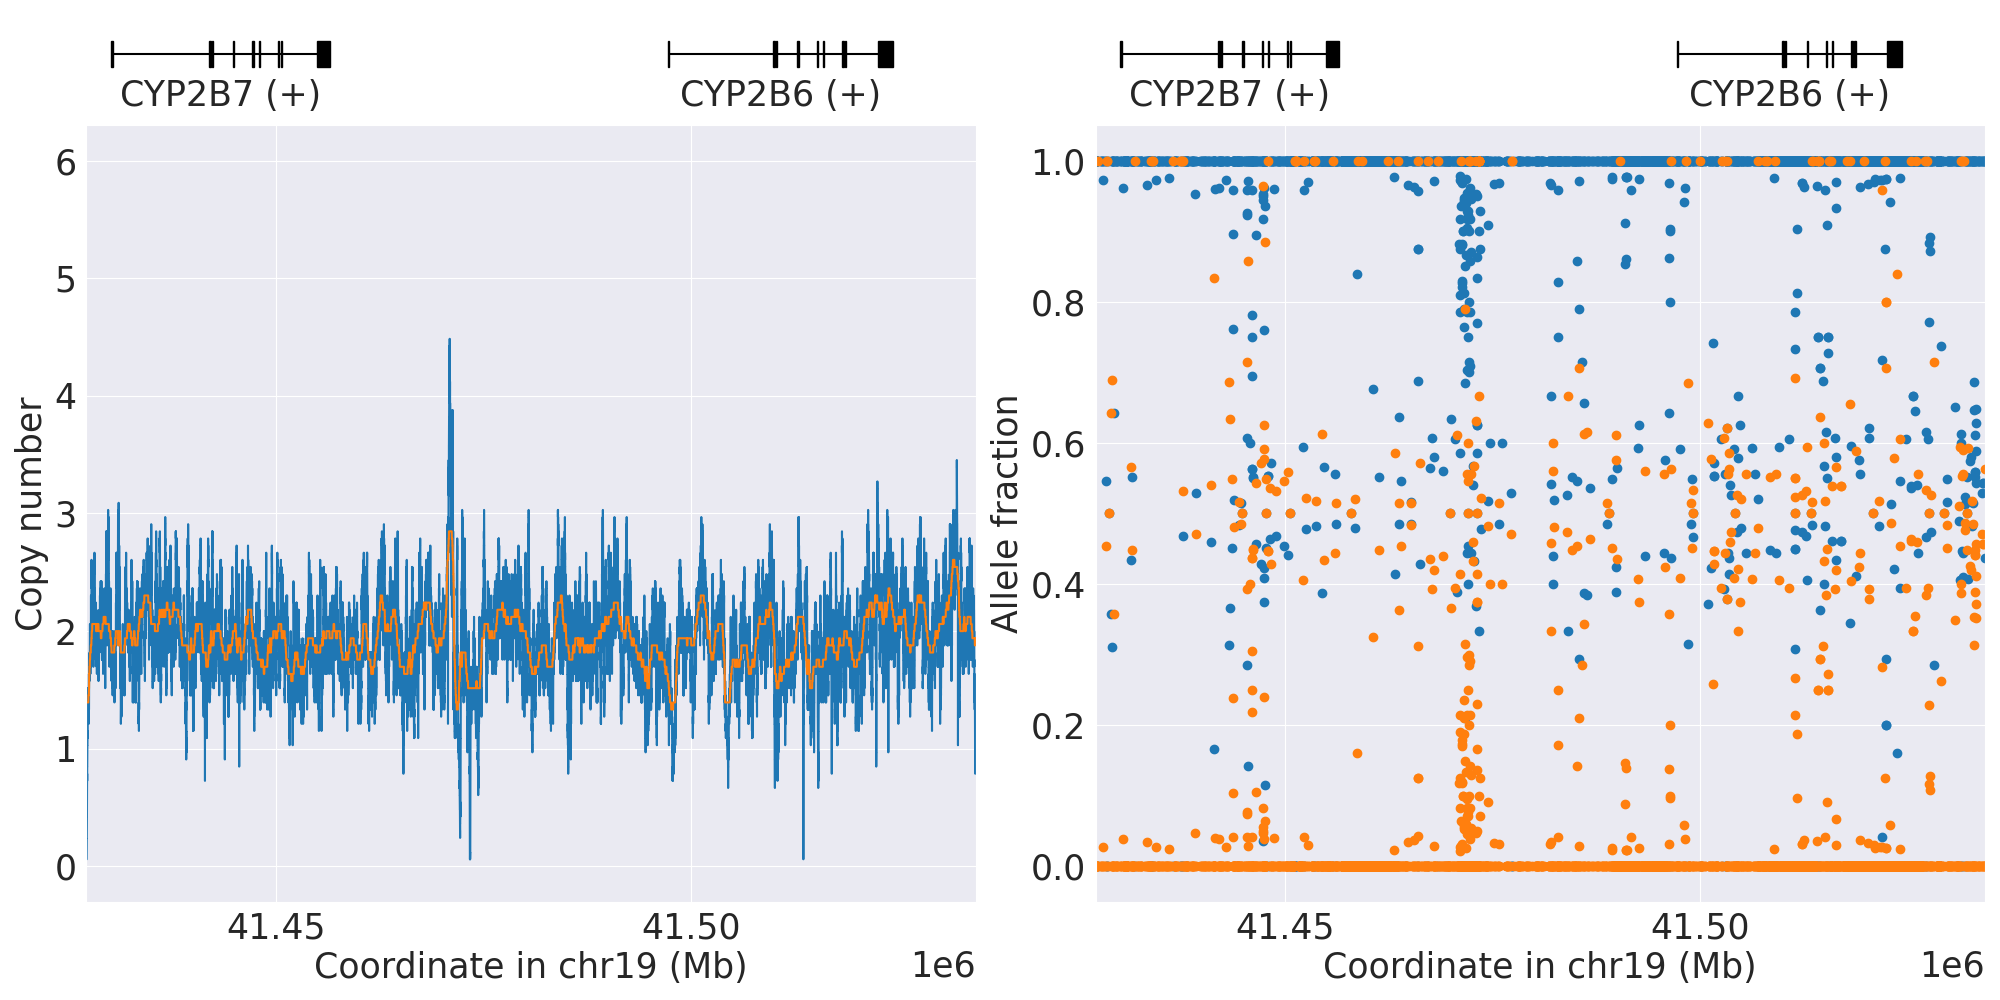 CYP2B7 (+)
CYP2B6 (+)
6
5
4
3
2
1
0
Copy number
41.45
41.50
Coordinate in chr19 (Mb)
1e6
CYP2B7 (+)
CYP2B6 (+)
1.0
0.8
0.6
0.4
0.2
0.0
Allele fraction
41.45
41.50
Coordinate in chr19 (Mb)
1e6